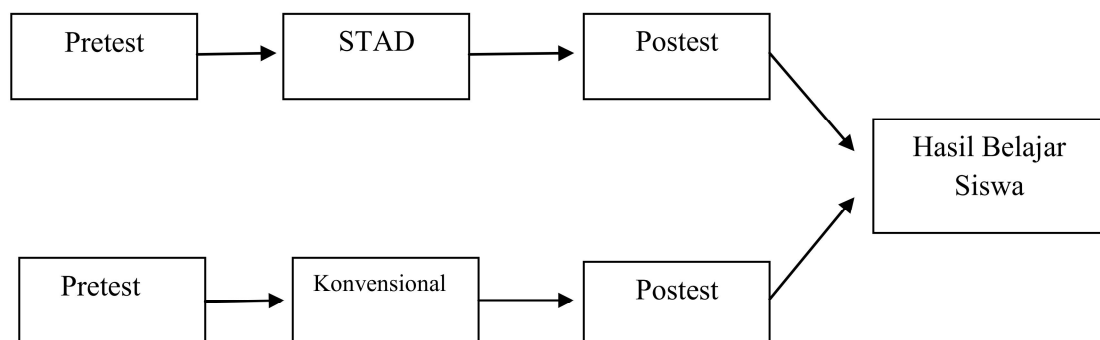 Pretest
STAD
Postest
Hasil Belajar
Siswa
Pretest
Konvensional
Postest